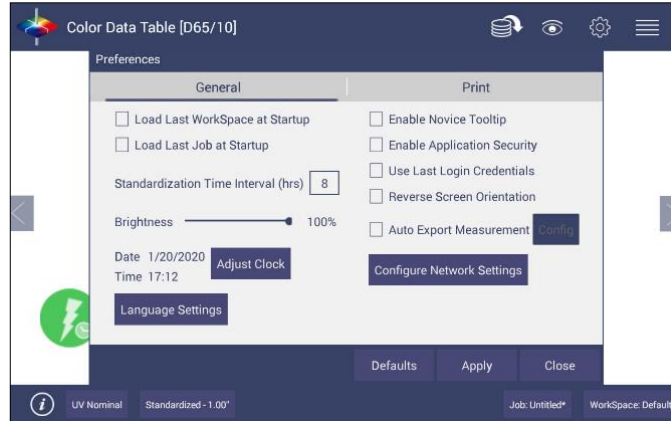 Color Data Table [D65/10]
Preferences
General
Print
Load Last WorkSpace at Startup
Load Last Job at Startup
Standardization Time Interval (hrs) 8
Brightness 100%
Date 1/20/2020
Time 17:12
Adjust Clock
Language Settings
Enable Novice Tooltip
Enable Application Security
Use Last Login Credentials
Reverse Screen Orientation
Auto Export Measurement Config
Configure Network Settings
Defaults Apply Close
i UV Nominal Standardized - 1.00" Job: Untitled* WorkSpace: Default